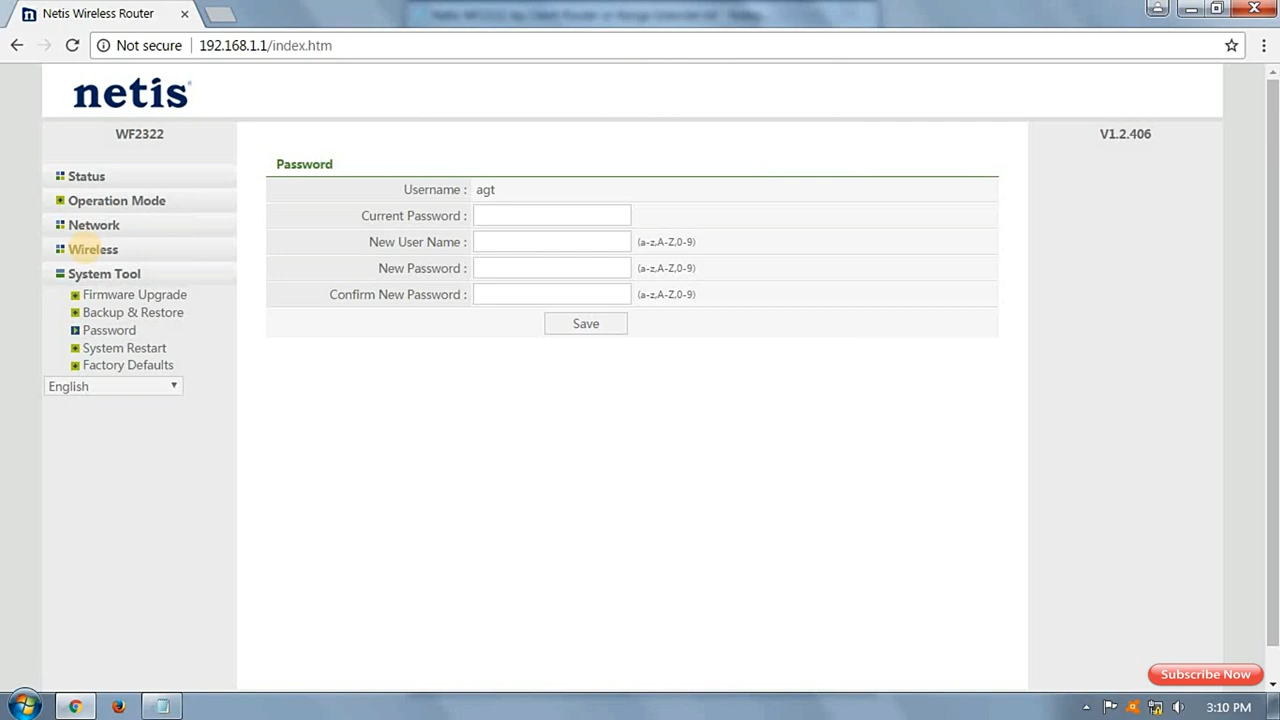 Netis Wireless Router
Not secure
192.168.1.1/index.htm
netis
WF2322
V1.2.406
Status
Operation Mode
Network
Wireless
System Tool
Firmware Upgrade
Backup & Restore
Password
System Restart
Factory Defaults
English
Password
Username : agt
Current Password :
New User Name : (a-z,A-Z,0-9)
New Password : (a-z,A-Z,0-9)
Confirm New Password : (a-z,A-Z,0-9)
Save
Subscribe Now
3:10 PM